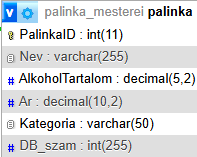 v palinka_mesterei palinka
PalinkaID : int(11)
Nev : varchar(255)
# AlkoholTartalom : decimal(5,2)
# Ar : decimal(10,2)
Kategoria : varchar(50)
# DB_szam : int(255)